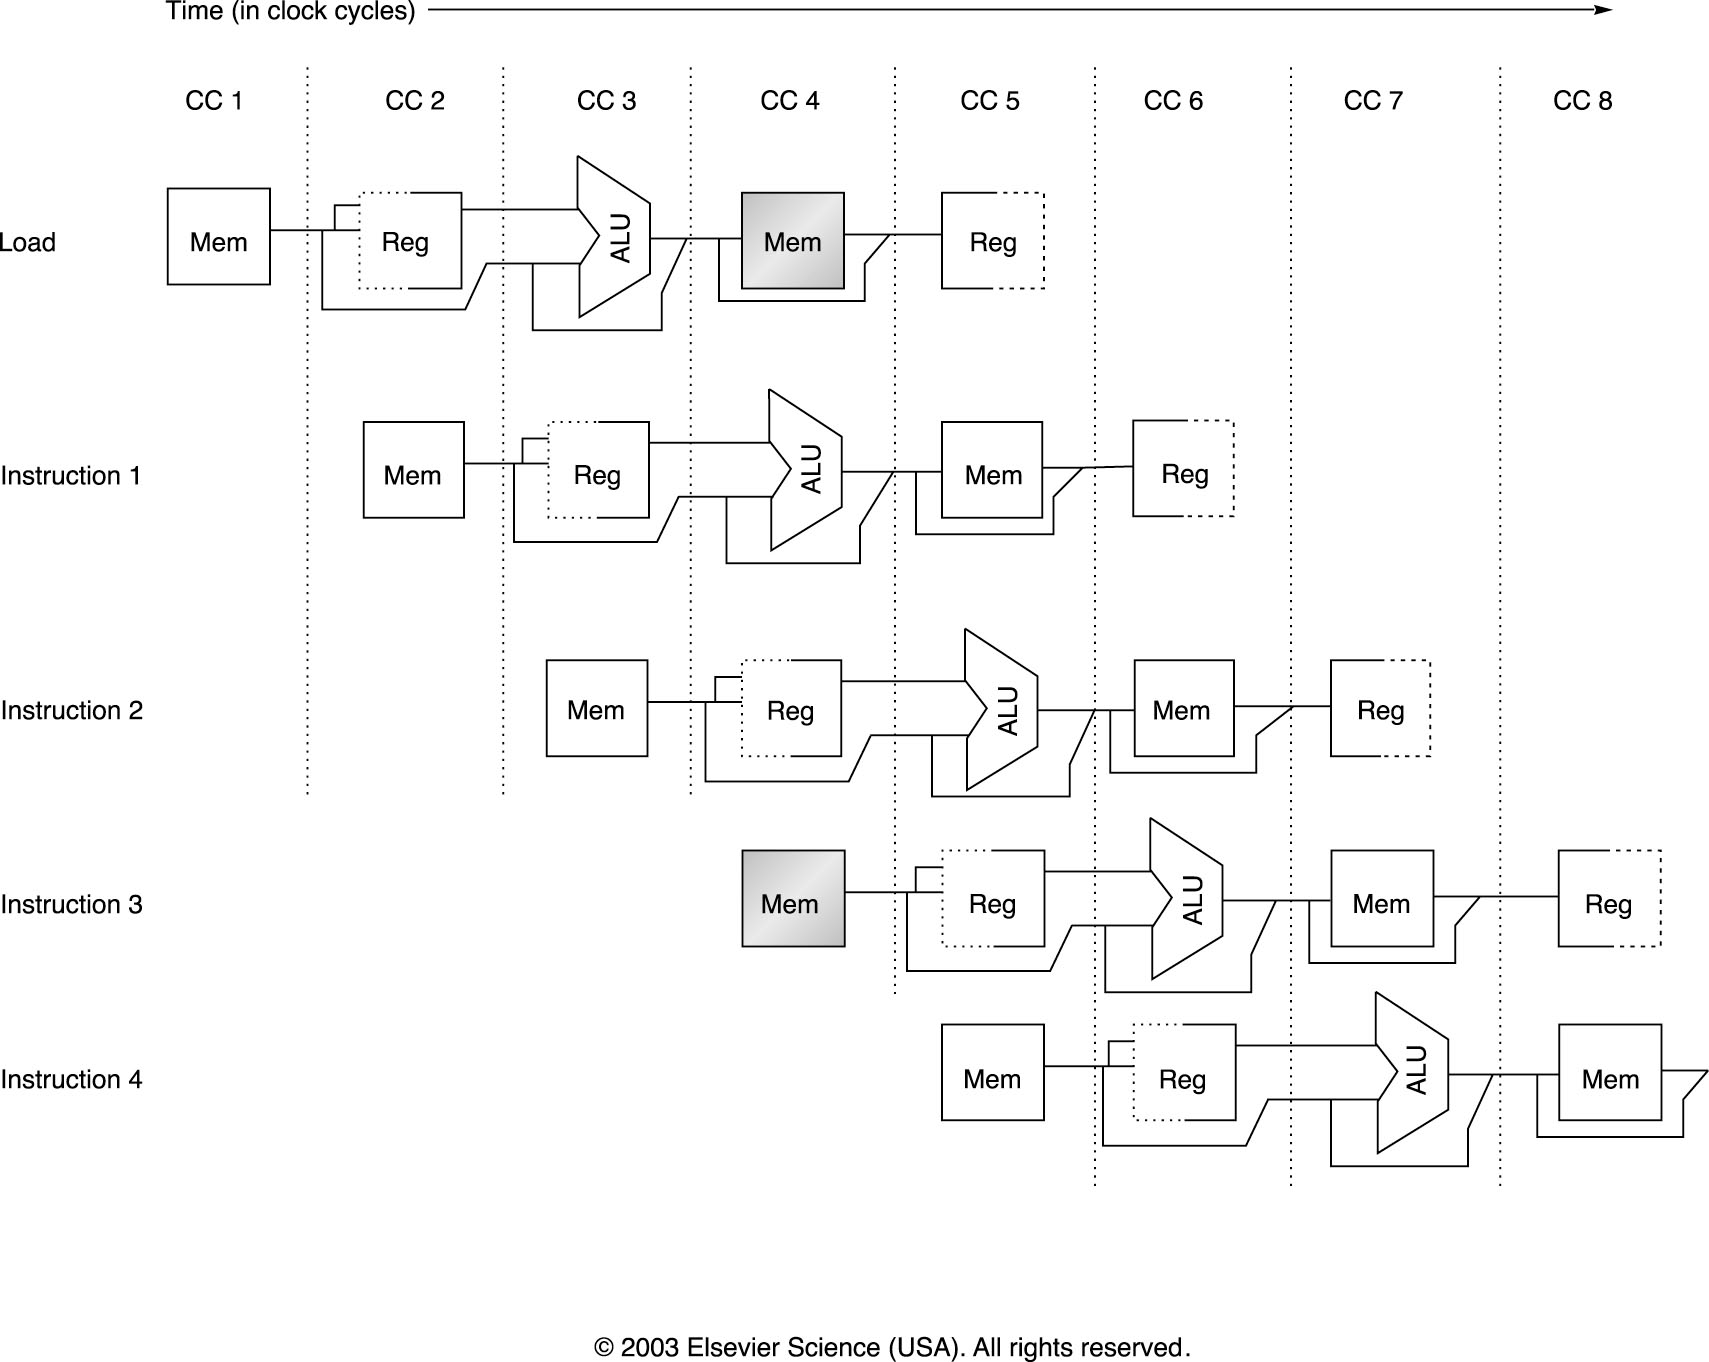 Time (in clock cycles)
CC 1 CC 2 CC 3 CC 4 CC 5 CC 6 CC 7 CC 8
Load Mem Reg ALU Mem Reg
Instruction 1 Mem Reg ALU Mem Reg
Instruction 2 Mem Reg ALU Mem Reg
Instruction 3 Mem Reg ALU Mem Reg
Instruction 4 Mem Reg ALU Mem
© 2003 Elsevier Science (USA). All rights reserved.